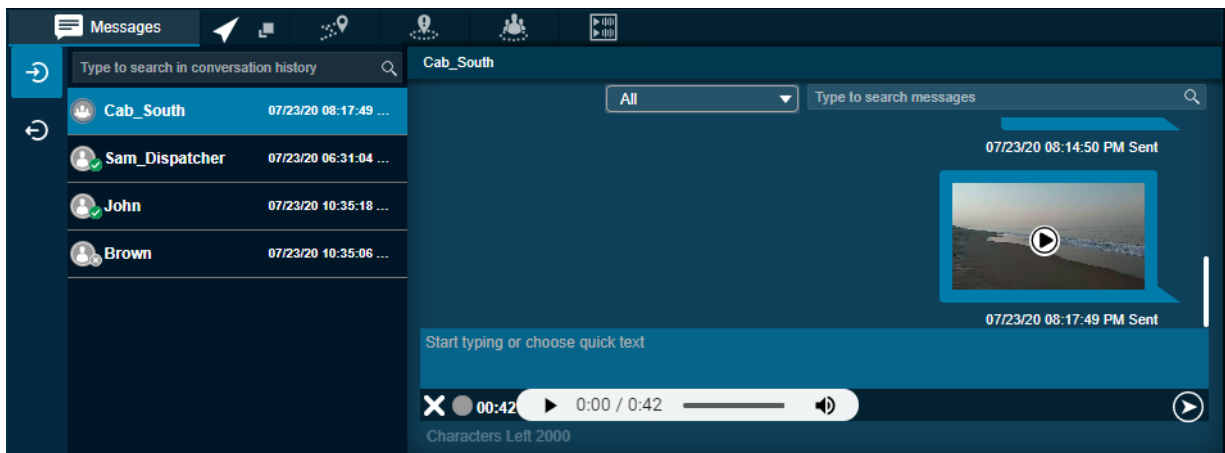 Messages
Type to search in conversation history
Cab_South
Cab_South 07/23/20 08:17:49 ...
All
Type to search messages
Sam_Dispatcher 07/23/20 06:31:04 ...
07/23/20 08:14:50 PM Sent
John 07/23/20 10:35:18 ...
Brown 07/23/20 10:35:06 ...
07/23/20 08:17:49 PM Sent
Start typing or choose quick text
00:42
0:00 / 0:42
Characters Left 2000